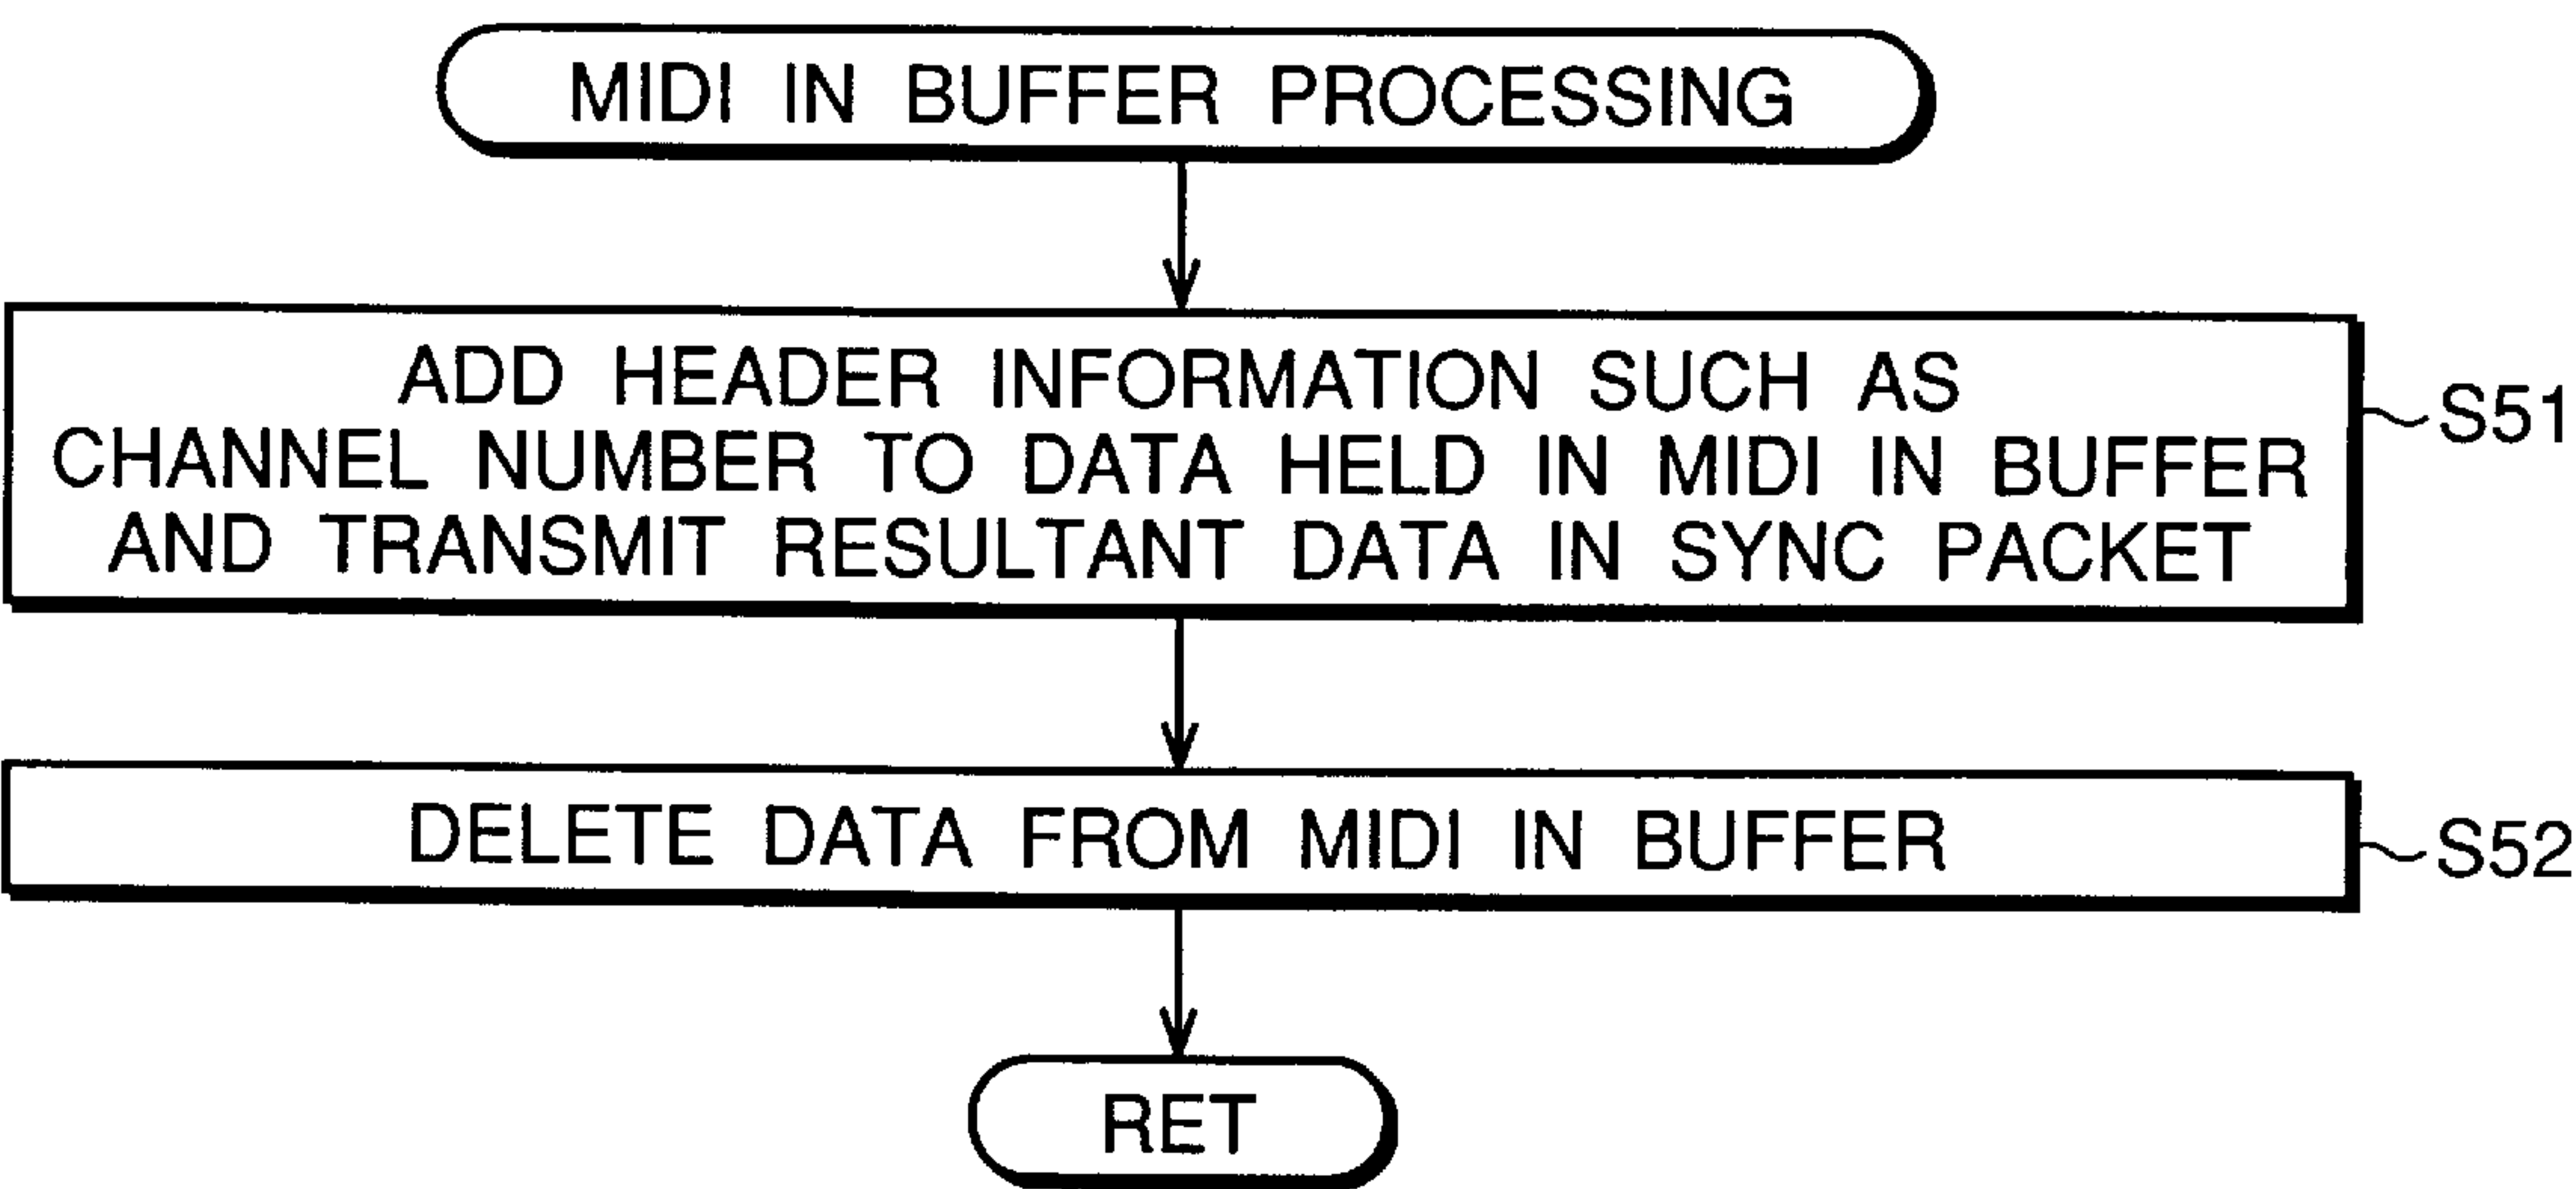 MIDI IN BUFFER PROCESSING
ADD HEADER INFORMATION SUCH AS
CHANNEL NUMBER TO DATA HELD IN MIDI IN BUFFER
AND TRANSMIT RESULTANT DATA IN SYNC PACKET
S51
DELETE DATA FROM MIDI IN BUFFER
S52
RET